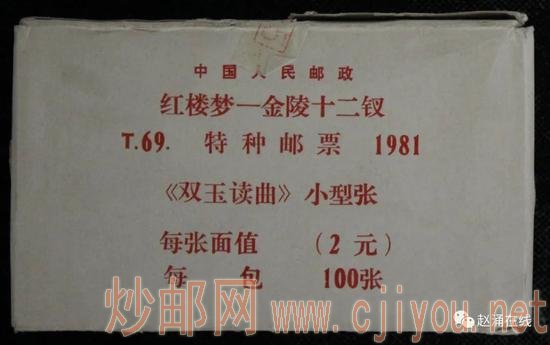 中国人民邮政
红楼梦—金陵十二钗
T.69. 特种邮票 1981
《双玉读曲》小型张
每张面值 (2元)
每 包 100张
炒邮网 www.cjiyou.net
赵涌在线